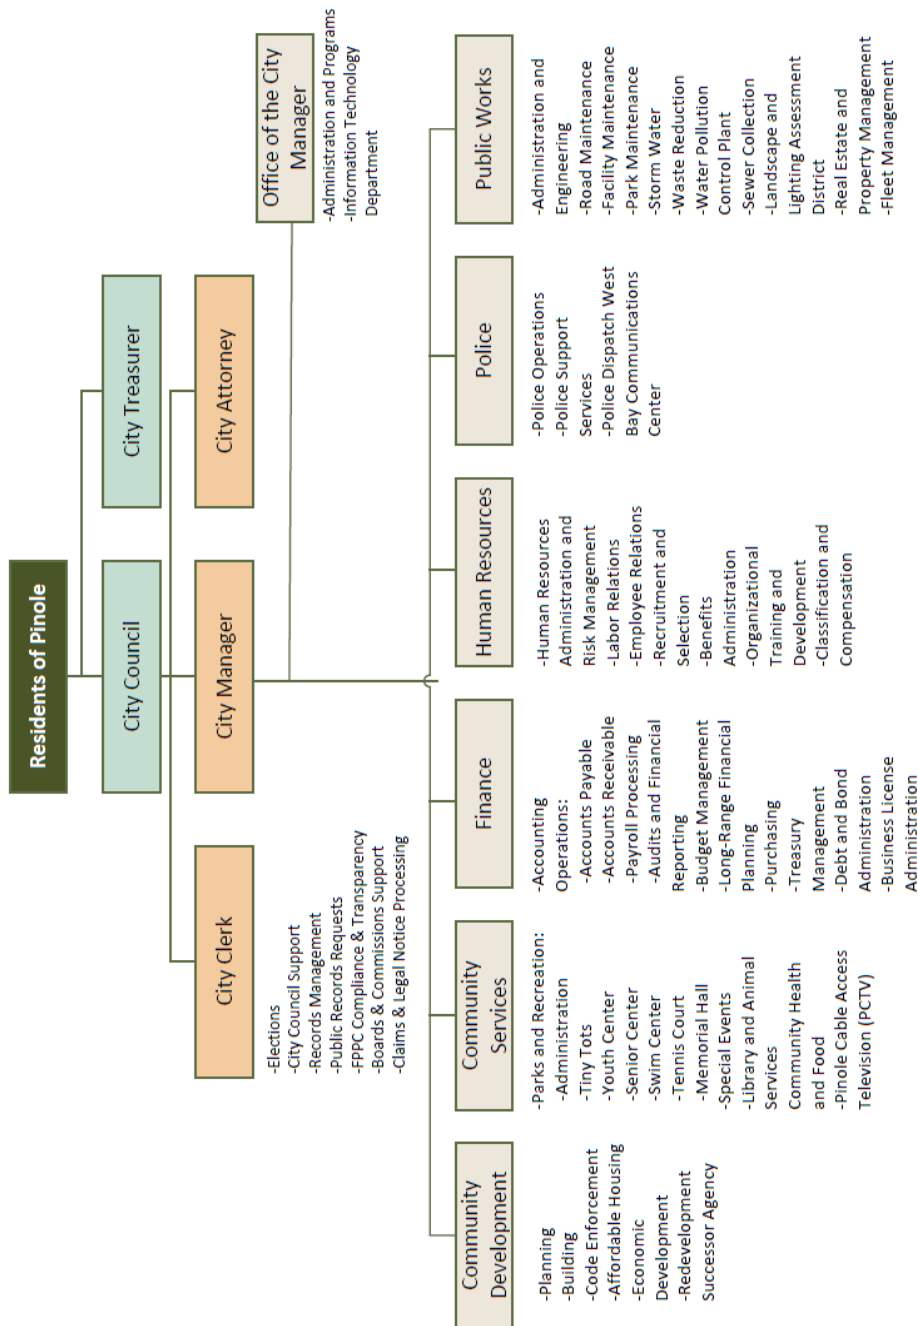 Residents of Pinole
City Council
City Treasurer
City Clerk
City Manager
City Attorney
-Elections
-City Council Support
-Records Management
-Public Records Requests
-FPPC Compliance & Transparency
-Boards & Commissions Support
-Claims & Legal Notice Processing
Office of the City
Manager
-Administration and Programs
-Information Technology
Department
Community
Development
-Planning
-Building
-Code Enforcement
-Affordable Housing
-Economic
Development
-Redevelopment
Successor Agency
Community
Services
-Parks and Recreation:
-Administration
-Tiny Tots
-Youth Center
-Senior Center
-Swim Center
-Tennis Court
-Memorial Hall
-Special Events
-Library and Animal
Services
Community Health
and Food
-Pinole Cable Access
Television (PCTV)
Finance
-Accounting
Operations:
-Accounts Payable
-Accounts Receivable
-Payroll Processing
-Audits and Financial
Reporting
-Budget Management
-Long-Range Financial
Planning
-Purchasing
-Treasury
Management
-Debt and Bond
Administration
-Business License
Administration
Human Resources
-Human Resources
Administration and
Risk Management
-Labor Relations
-Employee Relations
-Recruitment and
Selection
-Benefits
Administration
-Organizational
Training and
Development
-Classification and
Compensation
Police
-Police Operations
-Police Support
Services
-Police Dispatch West
Bay Communications
Center
Public Works
-Administration and
Engineering
-Road Maintenance
-Facility Maintenance
-Park Maintenance
-Storm Water
-Waste Reduction
-Water Pollution
Control Plant
-Sewer Collection
-Landscape and
Lighting Assessment
District
-Real Estate and
Property Management
-Fleet Management